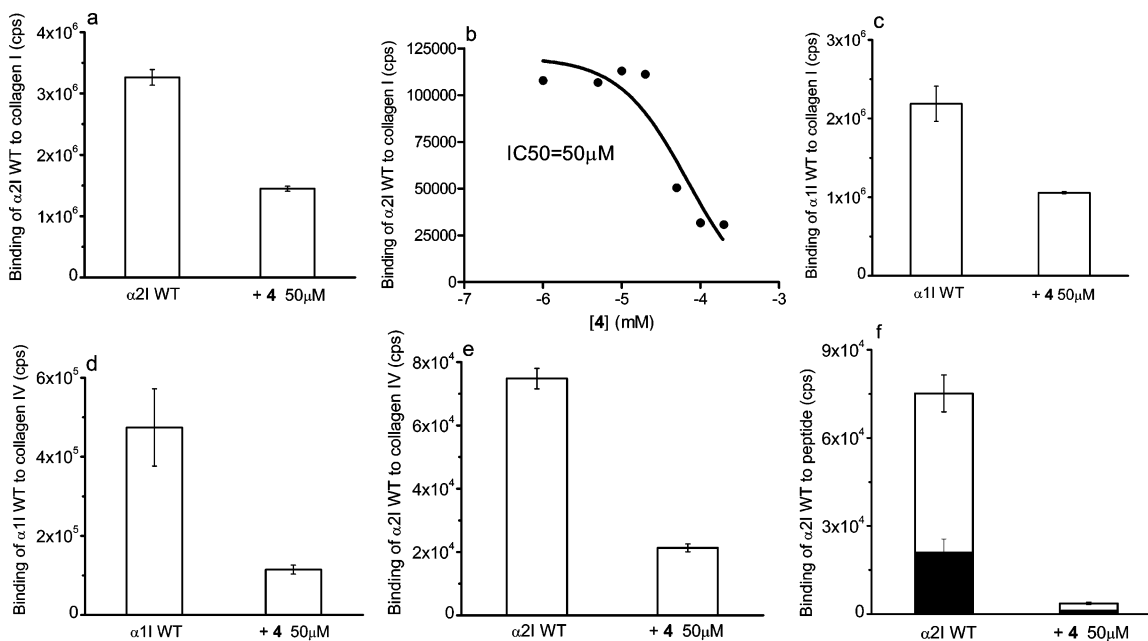 a
Binding of α2I WT to collagen I (cps)
4x10⁶
3x10⁶
2x10⁶
1x10⁶
0
α2I WT
+ 4 50μM
b
Binding of α2I WT to collagen I (cps)
125000
100000
75000
50000
25000
0
IC50=50μM
-7
-6
-5
-4
-3
[4] (mM)
c
Binding of α1I WT to collagen I (cps)
3x10⁶
2x10⁶
1x10⁶
0
α1I WT
+ 4 50μM
d
Binding of α1I WT to collagen IV (cps)
6x10⁵
4x10⁵
2x10⁵
0
α1I WT
+ 4 50μM
e
Binding of α2I WT to collagen IV (cps)
8x10⁴
6x10⁴
4x10⁴
2x10⁴
0
α2I WT
+ 4 50μM
f
Binding of α2I WT to peptide (cps)
9x10⁴
6x10⁴
3x10⁴
0
α2I WT
+ 4 50μM